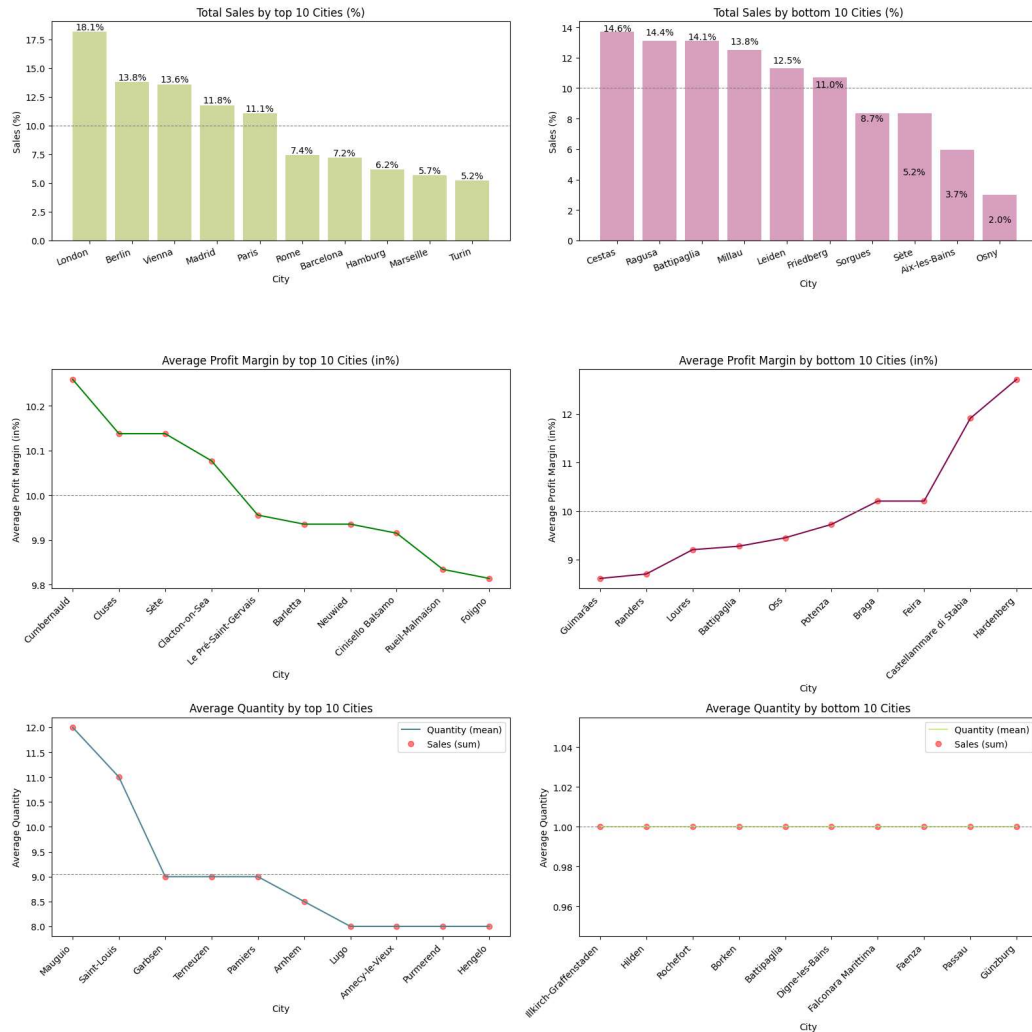 Total Sales by top 10 Cities (%)
Sales (%)
17.5
15.0
12.5
10.0
7.5
5.0
2.5
0.0
18.1%
13.8%
13.6%
11.8%
11.1%
7.4%
7.2%
6.2%
5.7%
5.2%
London
Berlin
Vienna
Madrid
Paris
Rome
Barcelona
Hamburg
Marseille
Turin
City
Total Sales by bottom 10 Cities (%)
Sales (%)
14
12
10
8
6
4
2
0
14.6%
14.4%
14.1%
13.8%
12.5%
11.0%
8.7%
5.2%
3.7%
2.0%
Cestas
Ragusa
Battipaglia
Millau
Leiden
Friedberg
Sorgues
Sète
Aix-les-Bains
Osny
City
Average Profit Margin by top 10 Cities (in%)
Average Profit Margin (in%)
10.2
10.1
10.0
9.9
9.8
Cumbernauld
Cluses
Sète
Clacton-on-Sea
Le Pré-Saint-Gervais
Barletta
Neuwied
Cinisello Balsamo
Rueil-Malmaison
Foligno
City
Average Profit Margin by bottom 10 Cities (in%)
Average Profit Margin (in%)
12
11
10
9
Guimarães
Randers
Loures
Battipaglia
Oss
Potenza
Braga
Feira
Castellammare di Stabia
Hardenberg
City
Average Quantity by top 10 Cities
Average Quantity
12.0
11.5
11.0
10.5
10.0
9.5
9.0
8.5
8.0
Quantity (mean)
Sales (sum)
Mauguio
Saint-Louis
Garbsen
Terneuzen
Pamiers
Arnhem
Lugo
Annecy-le-Vieux
Purmerend
Hengelo
City
Average Quantity by bottom 10 Cities
Average Quantity
1.04
1.02
1.00
0.98
0.96
Quantity (mean)
Sales (sum)
Illkirch-Graffenstaden
Hilden
Rochefort
Borken
Battipaglia
Digne-les-Bains
Falconara Marittima
Faenza
Passau
Günzburg
City